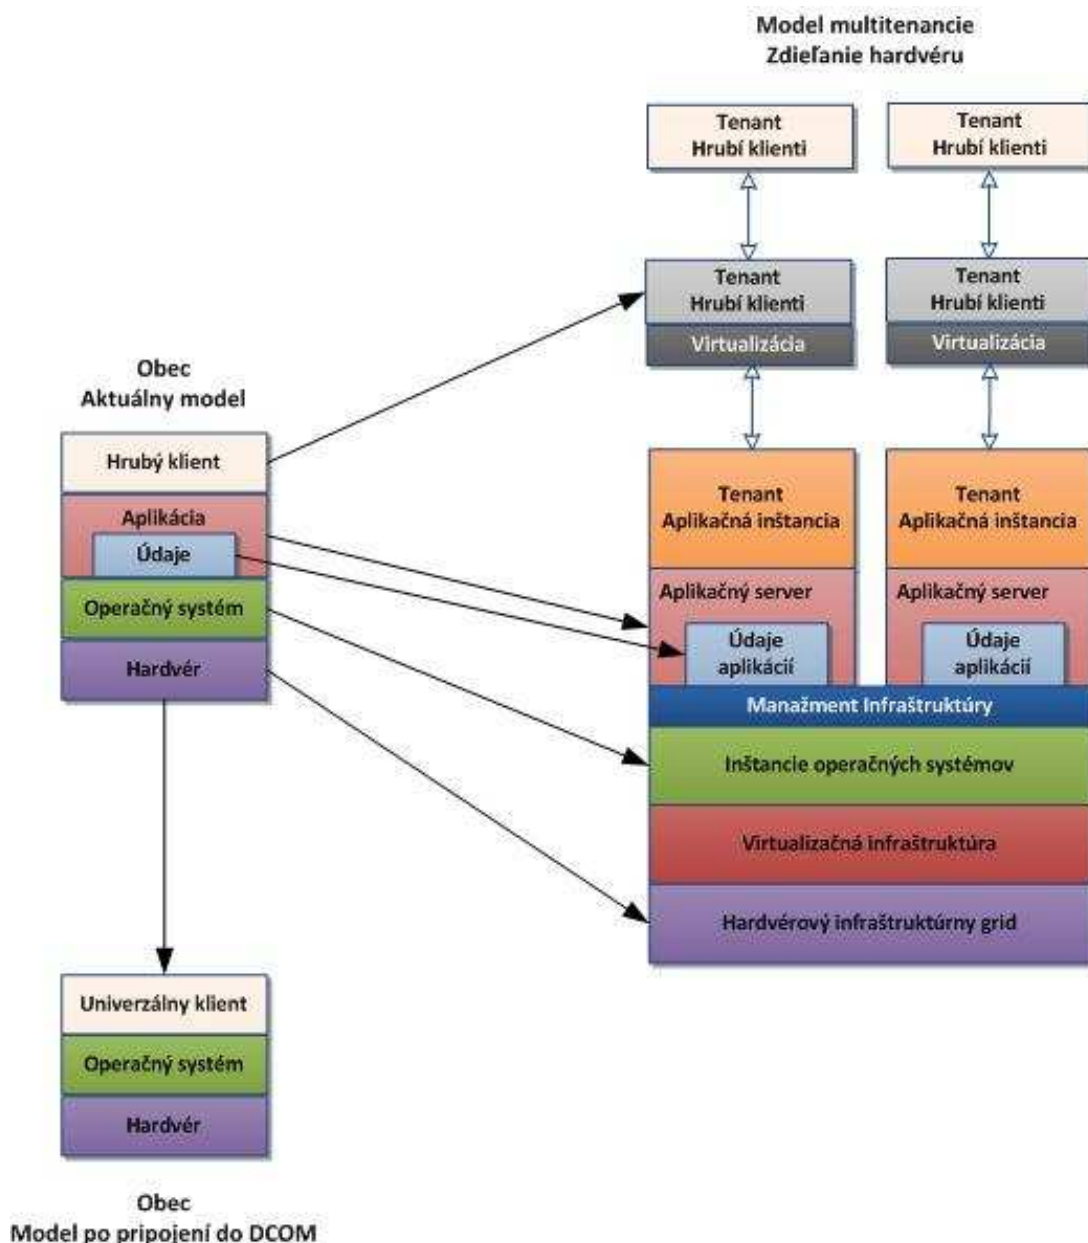 Model multitenancie
Zdieľanie hardvéru
Tenant
Hrubí klienti
Tenant
Hrubí klienti
Tenant
Hrubí klienti
Virtualizácia
Tenant
Hrubí klienti
Virtualizácia
Obec
Aktuálny model
Hrubý klient
Aplikácia
Údaje
Operačný systém
Hardvér
Tenant
Aplikačná inštancia
Tenant
Aplikačná inštancia
Aplikačný server
Údaje
aplikácií
Aplikačný server
Údaje
aplikácií
Manažment Infraštruktúry
Inštancie operačných systémov
Virtualizačná infraštruktúra
Hardvérový infraštruktúrny grid
Univerzálny klient
Operačný systém
Hardvér
Obec
Model po pripojení do DCOM